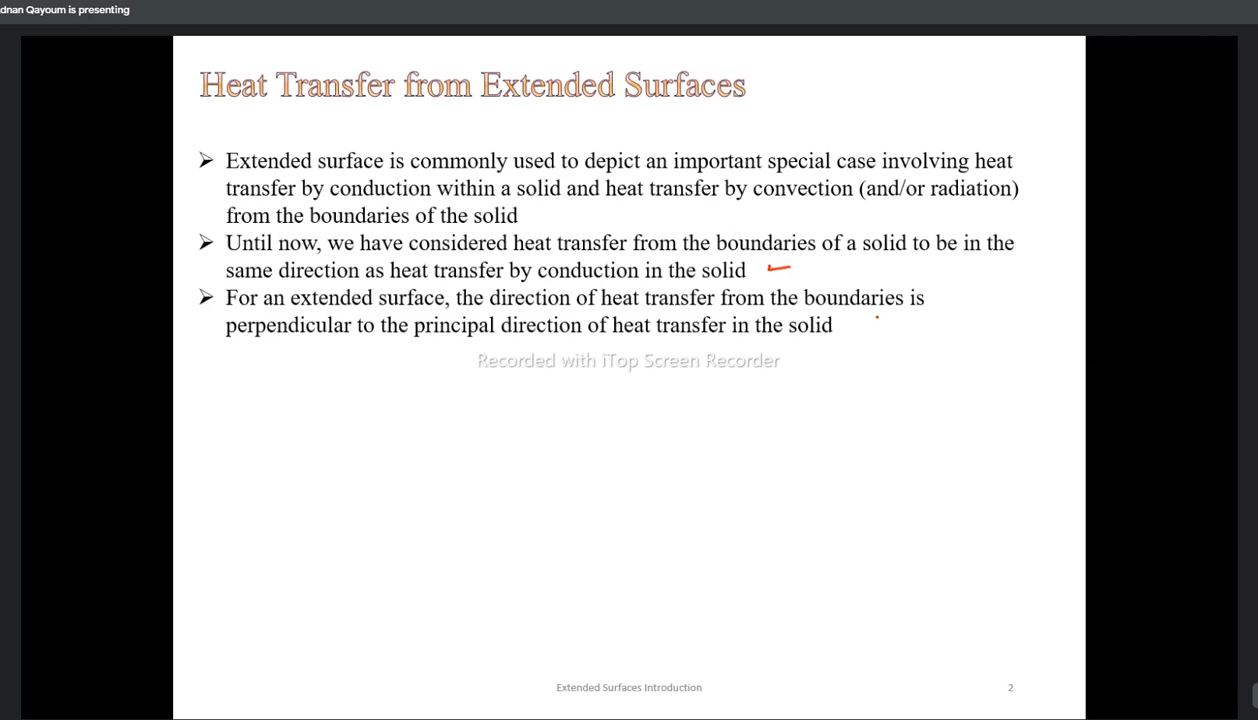 dnan Qayoum is presenting
Heat Transfer from Extended Surfaces
➢ Extended surface is commonly used to depict an important special case involving heat
transfer by conduction within a solid and heat transfer by convection (and/or radiation)
from the boundaries of the solid
➢ Until now, we have considered heat transfer from the boundaries of a solid to be in the
same direction as heat transfer by conduction in the solid
➢ For an extended surface, the direction of heat transfer from the boundaries is
perpendicular to the principal direction of heat transfer in the solid
Recorded with iTop Screen Recorder
Extended Surfaces Introduction
2